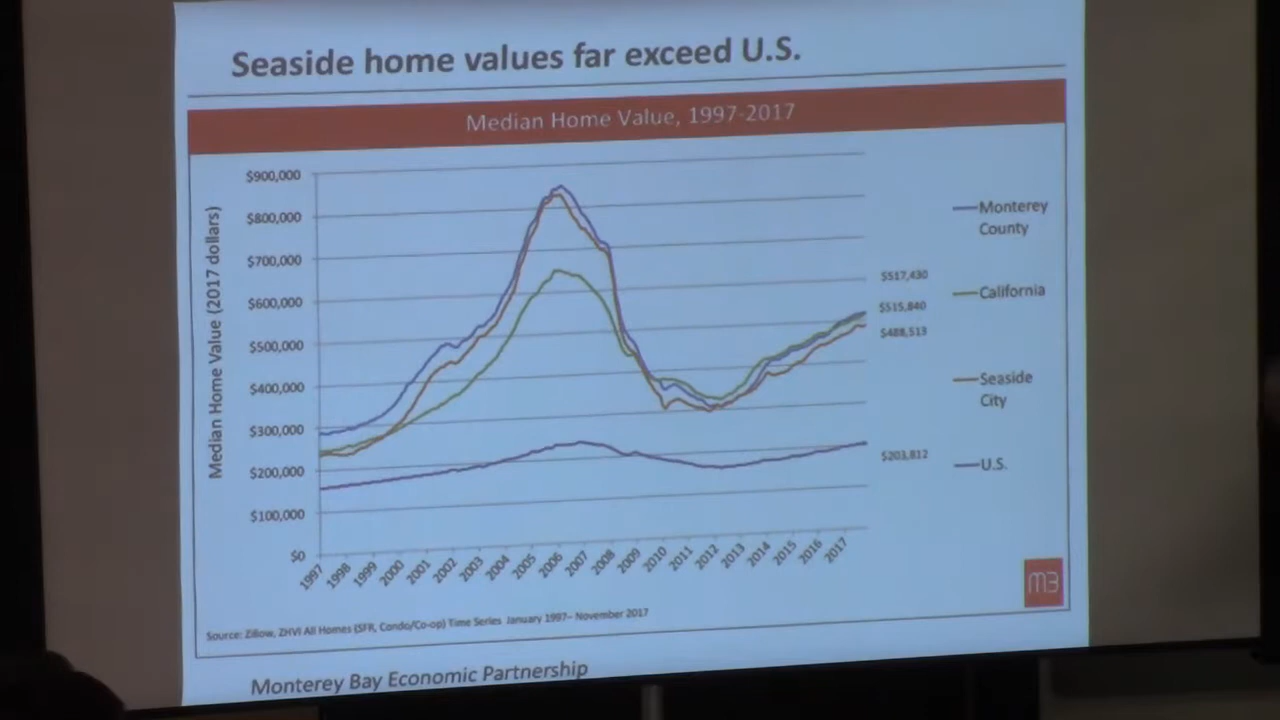 Seaside home values far exceed U.S.
Median Home Value, 1997-2017
Median Home Value (2017 dollars)
$900,000
$800,000
$700,000
$600,000
$500,000
$400,000
$300,000
$200,000
$100,000
$0
1997
1998
1999
2000
2001
2002
2003
2004
2005
2006
2007
2008
2009
2010
2011
2012
2013
2014
2015
2016
2017
$517,430
$515,840
$488,513
$203,812
Monterey
County
California
Seaside
City
U.S.
M3
Source: Zillow, ZHVI All Homes (SFR, Condo/Co-op) Time Series January 1997– November 2017
Monterey Bay Economic Partnership